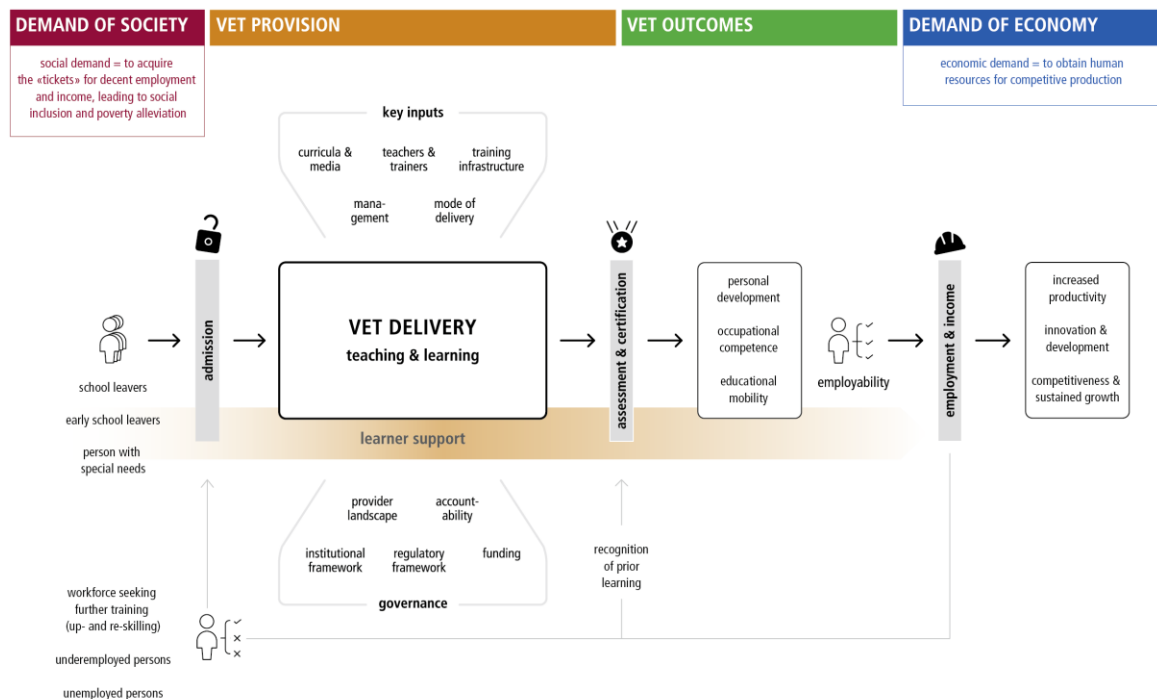 DEMAND OF SOCIETY
VET PROVISION
VET OUTCOMES
DEMAND OF ECONOMY
social demand = to acquire
the «tickets» for decent employment
and income, leading to social
inclusion and poverty alleviation
economic demand = to obtain human
resources for competitive production
key inputs
curricula &
media
teachers &
trainers
training
infrastructure
mana-
gement
mode of
delivery
school leavers
early school leavers
person with
special needs
admission
VET DELIVERY
teaching & learning
learner support
assessment & certification
personal
development
occupational
competence
educational
mobility
employability
employment & income
increased
productivity
innovation &
development
competitiveness &
sustained growth
provider
landscape
account-
ability
institutional
framework
regulatory
framework
funding
governance
recognition
of prior
learning
workforce seeking
further training
(up- and re-skilling)
underemployed persons
unemployed persons